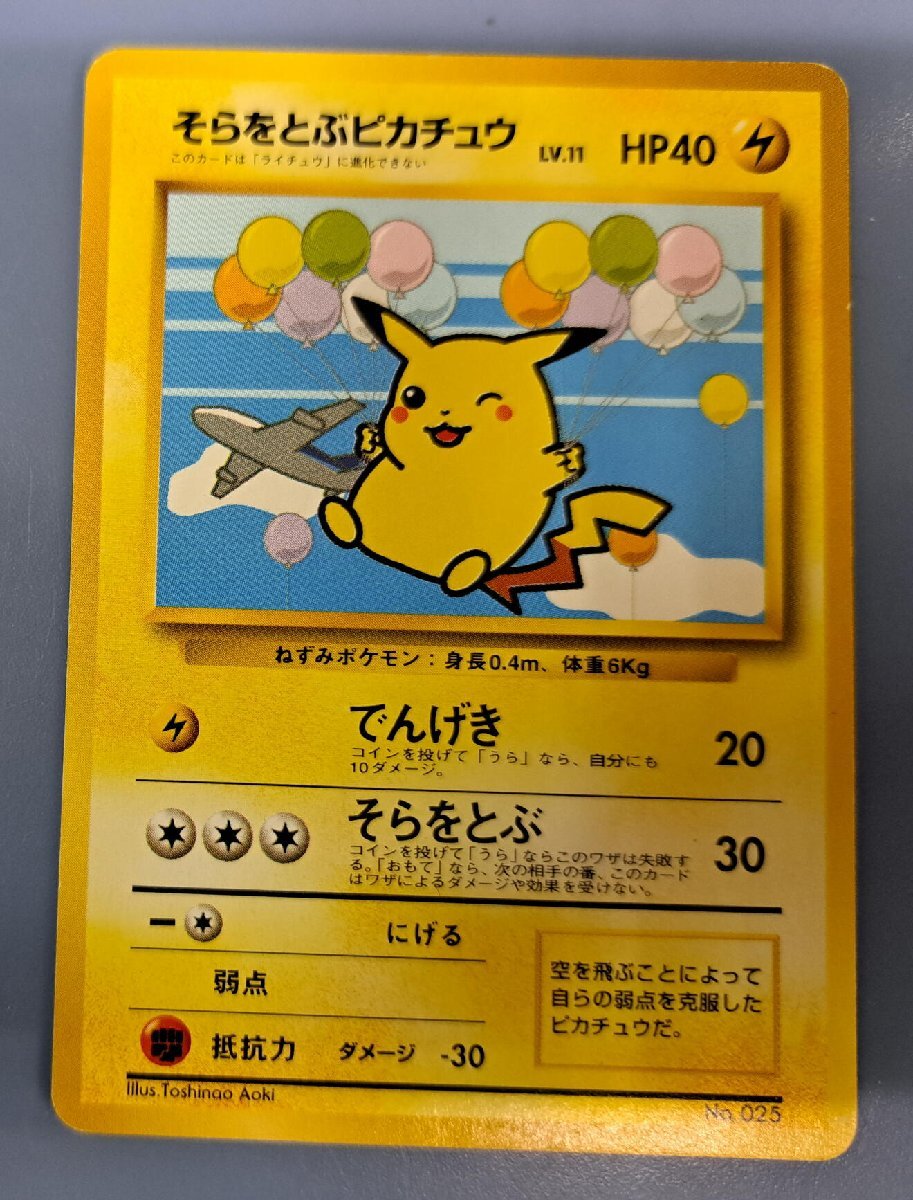 そらをとぶピカチュウ LV.11 HP40
このカードは「ライチュウ」に進化できない
ねずみポケモン：身長0.4m、体重6Kg
でんげき 20
コインを投げて「うら」なら、自分にも
10ダメージ。
そらをとぶ 30
コインを投げて「うら」ならこのワザは失敗す
る。「おもて」なら、次の相手の番、このカード
はワザによるダメージや効果を受けない。
にげる
弱点
抵抗力 ダメージ -30
空を飛ぶことによって
自らの弱点を克服した
ピカチュウだ。
Illus.Toshinao Aoki
No. 025